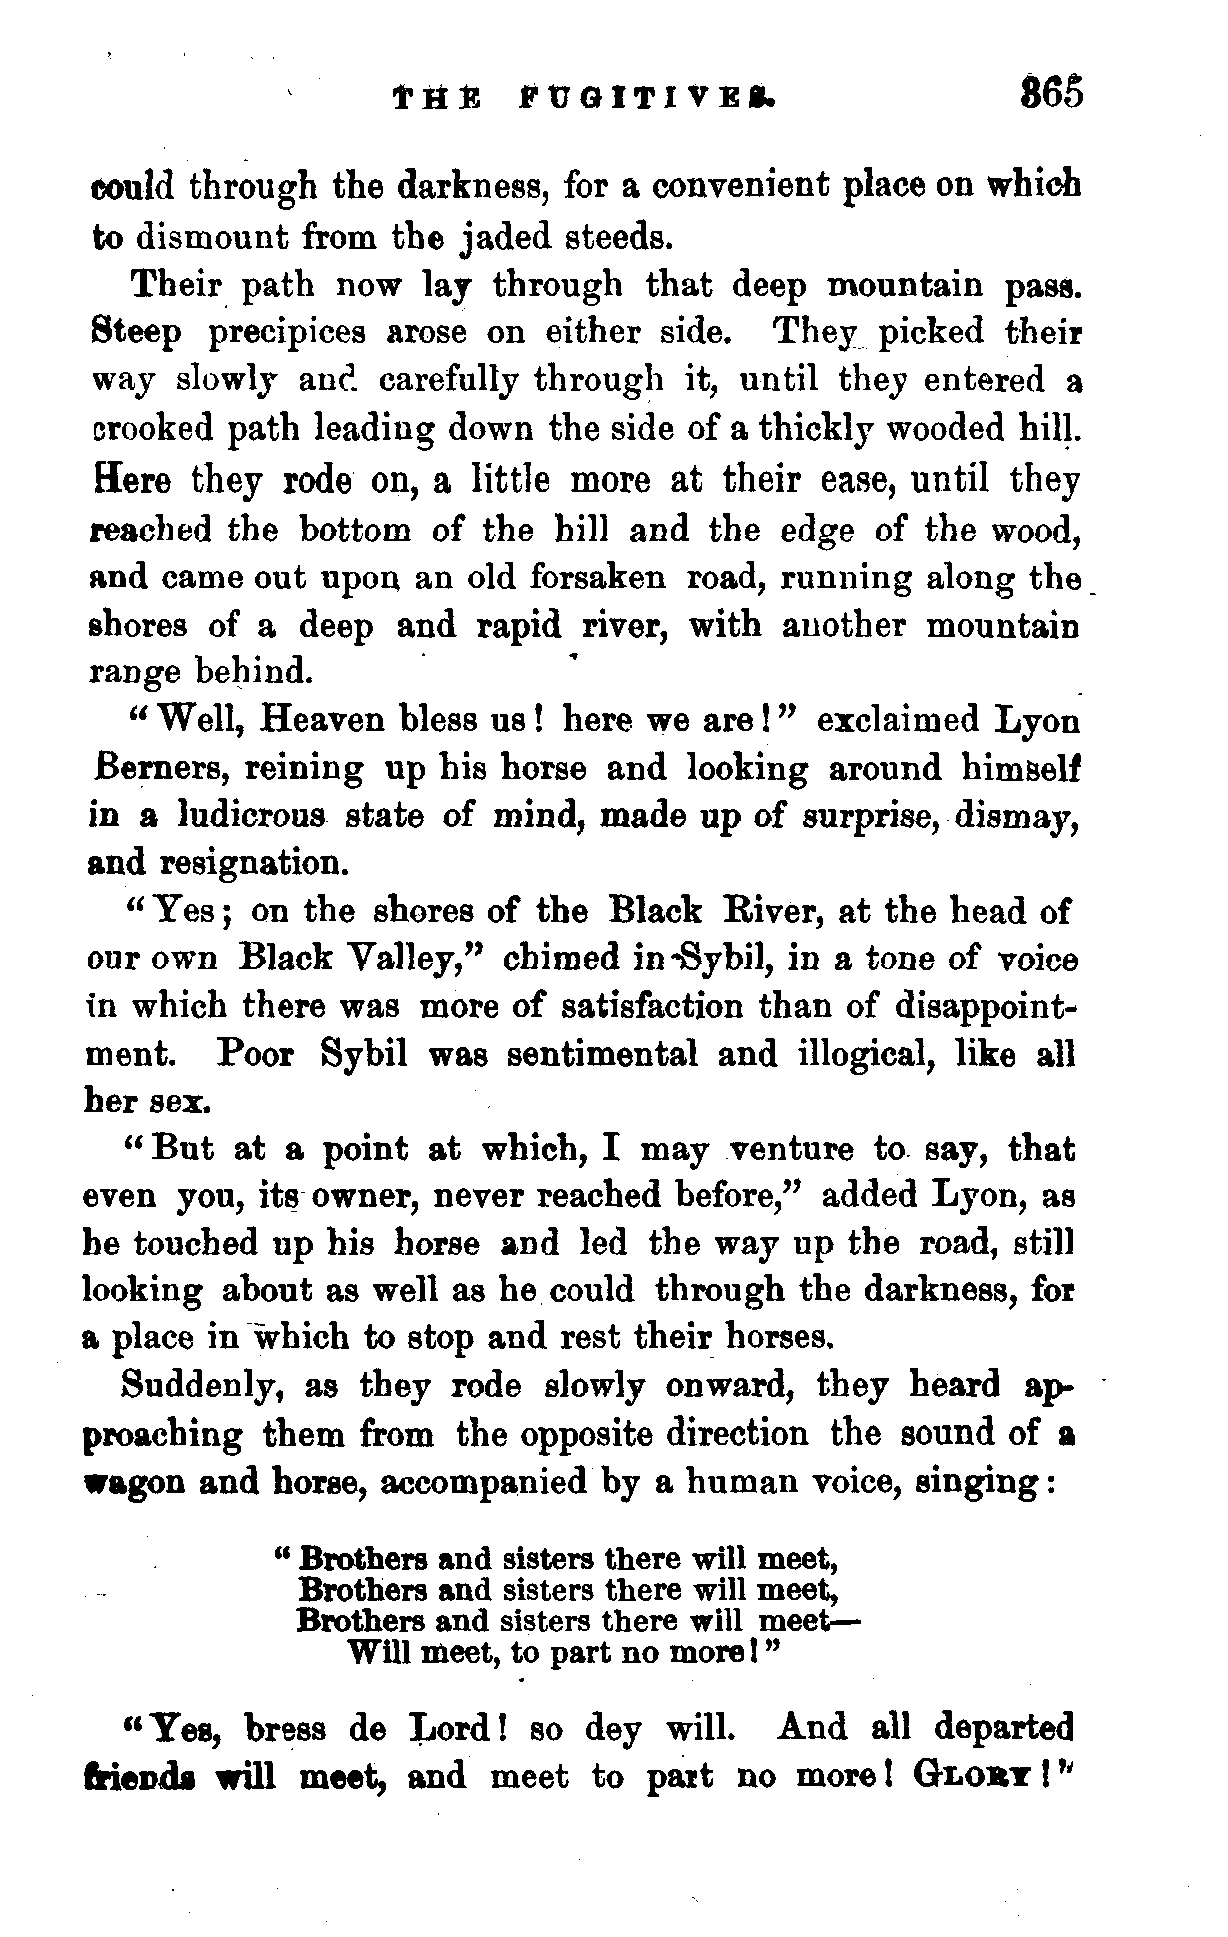 THE FUGITIVES. 365
could through the darkness, for a convenient place on which
to dismount from the jaded steeds.
Their path now lay through that deep mountain pass.
Steep precipices arose on either side. They picked their
way slowly and carefully through it, until they entered a
crooked path leading down the side of a thickly wooded hill.
Here they rode on, a little more at their ease, until they
reached the bottom of the hill and the edge of the wood,
and came out upon an old forsaken road, running along the
shores of a deep and rapid river, with another mountain
range behind.
“Well, Heaven bless us! here we are!” exclaimed Lyon
Berners, reining up his horse and looking around himself
in a ludicrous state of mind, made up of surprise, dismay,
and resignation.
“Yes; on the shores of the Black River, at the head of
our own Black Valley,” chimed in Sybil, in a tone of voice
in which there was more of satisfaction than of disappoint-
ment. Poor Sybil was sentimental and illogical, like all
her sex.
“But at a point at which, I may venture to say, that
even you, its owner, never reached before,” added Lyon, as
he touched up his horse and led the way up the road, still
looking about as well as he could through the darkness, for
a place in which to stop and rest their horses.
Suddenly, as they rode slowly onward, they heard ap-
proaching them from the opposite direction the sound of a
wagon and horse, accompanied by a human voice, singing:
“Brothers and sisters there will meet,
Brothers and sisters there will meet,
Brothers and sisters there will meet—
Will meet, to part no more!”
“Yes, bress de Lord! so dey will. And all departed
friends will meet, and meet to part no more! GLORY!”